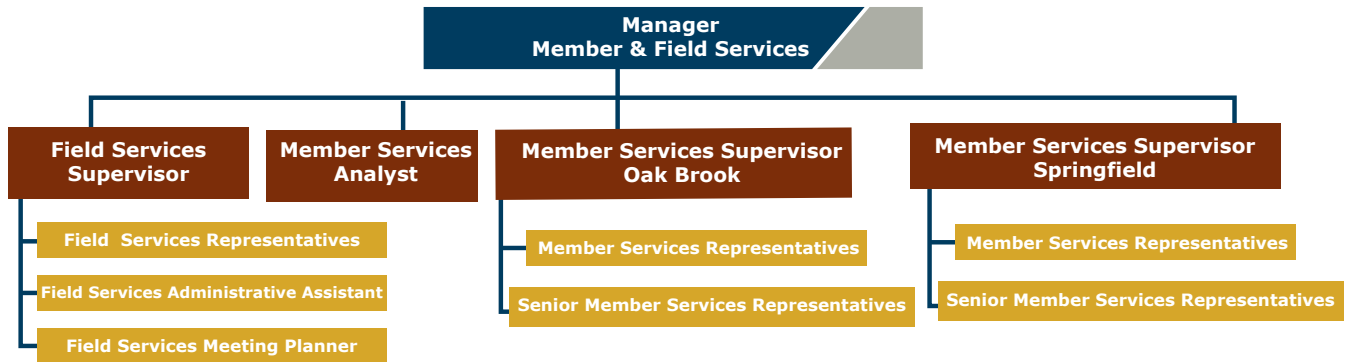 Manager
Member & Field Services
Field Services
Supervisor
Member Services
Analyst
Member Services Supervisor
Oak Brook
Member Services Supervisor
Springfield
Field Services Representatives
Field Services Administrative Assistant
Field Services Meeting Planner
Member Services Representatives
Senior Member Services Representatives
Member Services Representatives
Senior Member Services Representatives